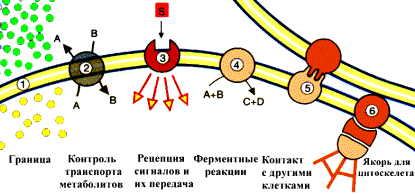 S
A
B
1
2
3
4
5
6
A
B
A+B
C+D
Граница
Контроль
транспорта
метаболитов
Рецепция
сигналов и
их передача
Ферментные
реакции
Контакт
с другими
клетками
Якорь для
цитоскелета